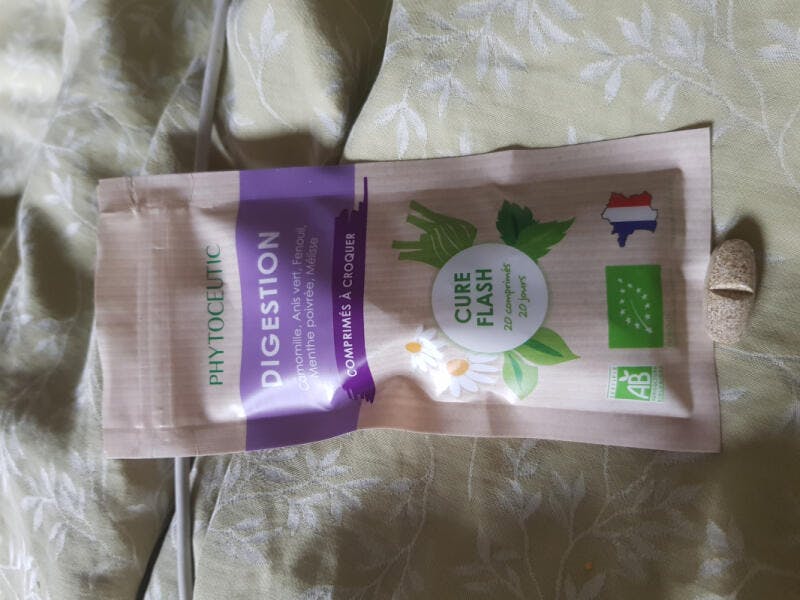 PHYTOCEUTIC
DIGESTION
Camomille, Anis vert, Fenouil,
Menthe poivrée, Mélisse
COMPRIMÉS À CROQUER
CURE
FLASH
20 comprimés
20 jours
AB